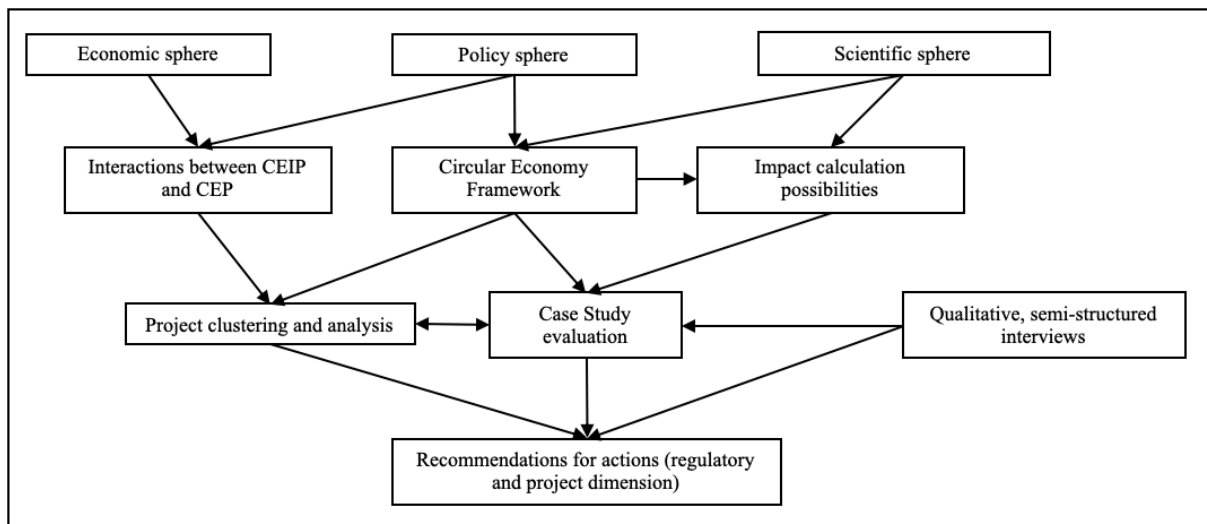 Economic sphere
Policy sphere
Scientific sphere
Interactions between CEIP
and CEP
Circular Economy
Framework
Impact calculation
possibilities
Project clustering and analysis
Case Study
evaluation
Qualitative, semi-structured
interviews
Recommendations for actions (regulatory
and project dimension)